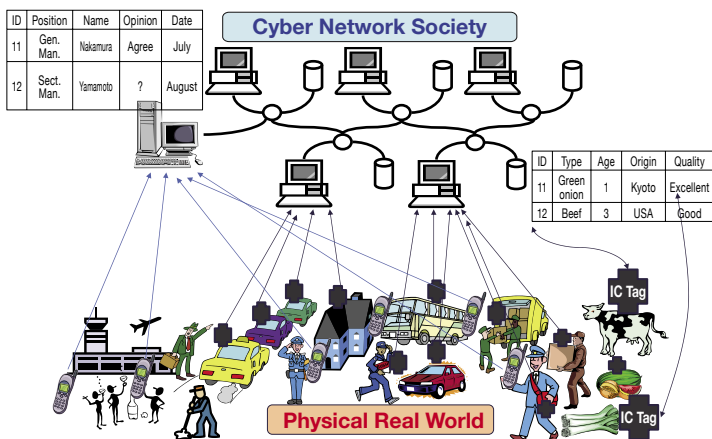 Cyber Network Society
ID Position Name Opinion Date
11 Gen. Man. Nakamura Agree July
12 Sect. Man. Yamamoto ? August
ID Type Age Origin Quality
11 Green onion 1 Kyoto Excellent
12 Beef 3 USA Good
IC Tag
IC Tag
Physical Real World